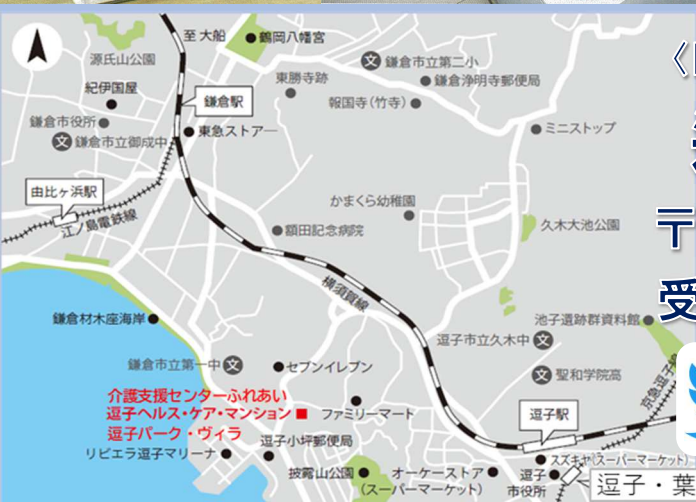 至 大船
鶴岡八幡宮
源氏山公園
文 鎌倉市立第二小
紀伊国屋
東勝寺跡
鎌倉浄明寺郵便局
鎌倉駅
報国寺(竹寺)
鎌倉市役所
東急ストアー
ミニストップ
文 鎌倉市立御成中
由比ヶ浜駅
かまくら幼稚園
江ノ島電鉄線
額田記念病院
久木大池公園
横須賀線
鎌倉材木座海岸
池子遺跡群資料館
逗子市立久木中 文
鎌倉市立第一中 文
セブンイレブン
文 聖和学院高
京急逗子線
介護支援センターふれあい
逗子ヘルス・ケア・マンション
ファミリーマート
逗子駅
逗子パーク・ヴィラ
逗子小坪郵便局
リビエラ逗子マリーナ
スズキヤ(スーパーマーケット)
披露山公園
オーケーストア
(スーパーマーケット)
逗子
市役所
逗子・葉
〒
受